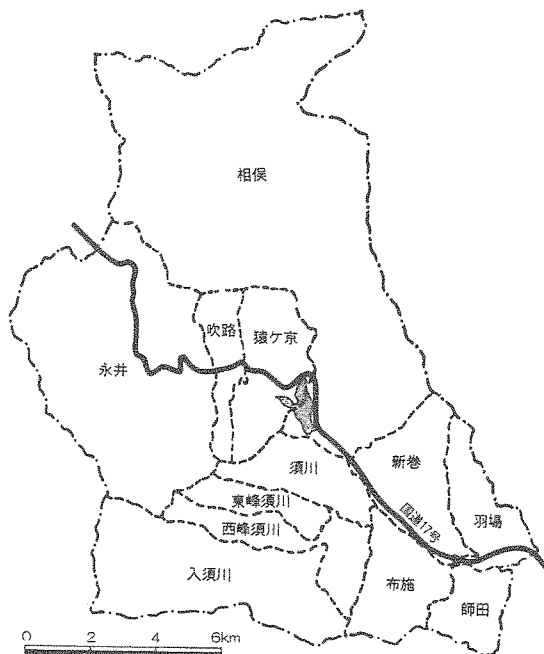 相俣
吹路
猿ケ京
永井
須川
新巻
東峰須川
羽場
西峰須川
国道17号
入須川
布施
師田
0 2 4 6km